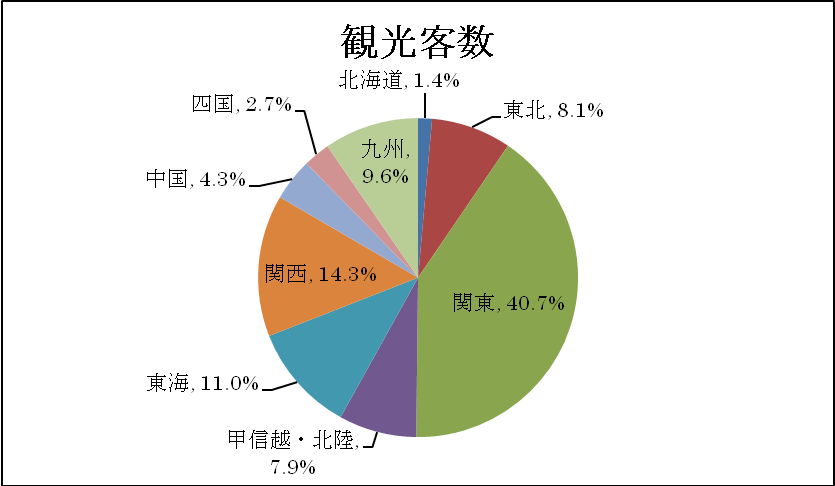 観光客数
北海道, 1.4%
東北, 8.1%
関東, 40.7%
甲信越・北陸,
7.9%
東海, 11.0%
関西, 14.3%
中国, 4.3%
四国, 2.7%
九州,
9.6%